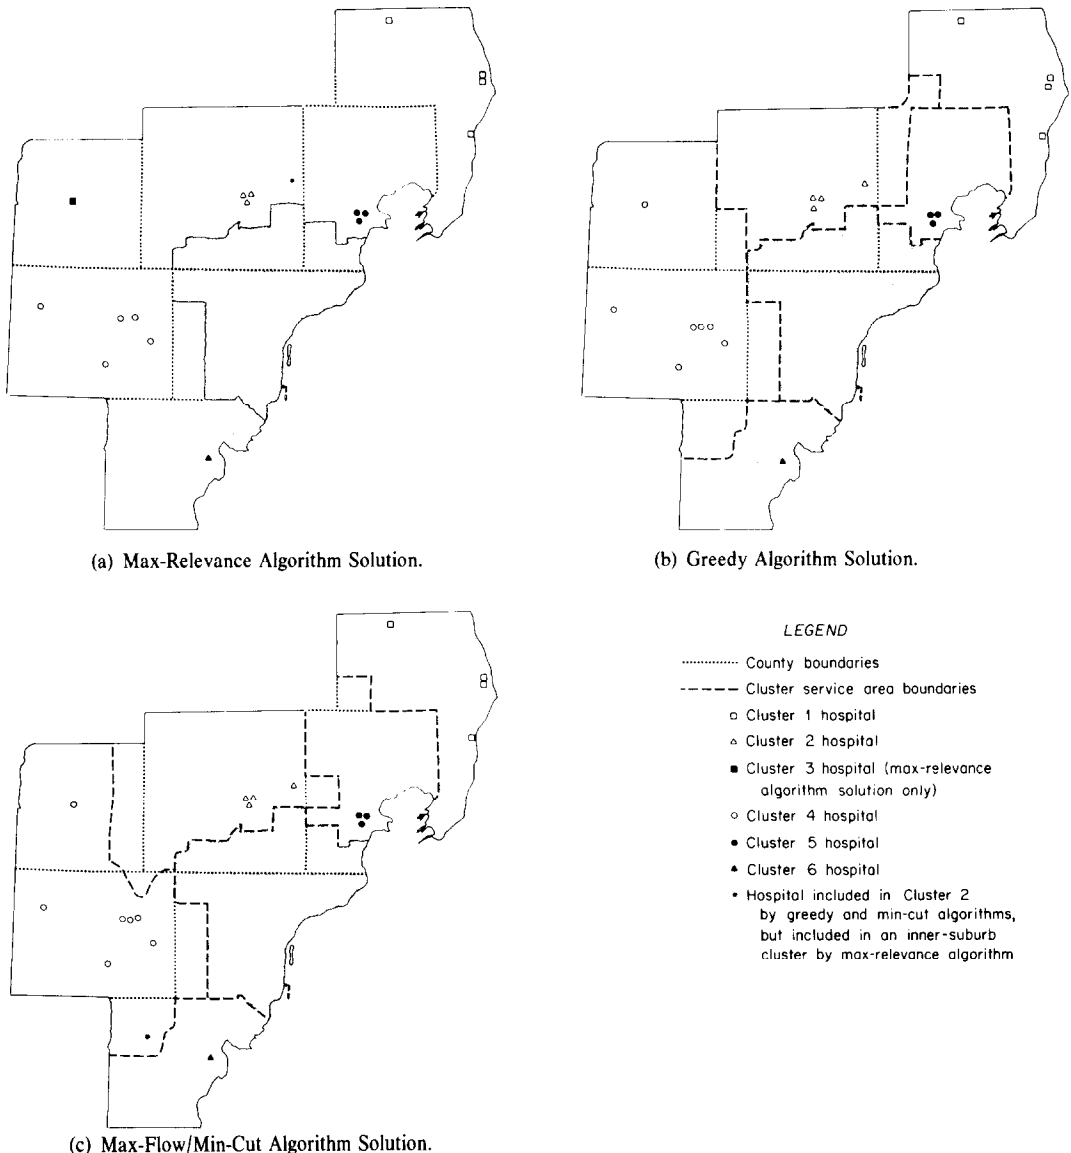 (a) Max-Relevance Algorithm Solution.
(b) Greedy Algorithm Solution.
LEGEND
County boundaries
Cluster service area boundaries
Cluster 1 hospital
Cluster 2 hospital
Cluster 3 hospital (max-relevance
algorithm solution only)
Cluster 4 hospital
Cluster 5 hospital
Cluster 6 hospital
Hospital included in Cluster 2
by greedy and min-cut algorithms,
but included in an inner-suburb
cluster by max-relevance algorithm
(c) Max-Flow/Min-Cut Algorithm Solution.